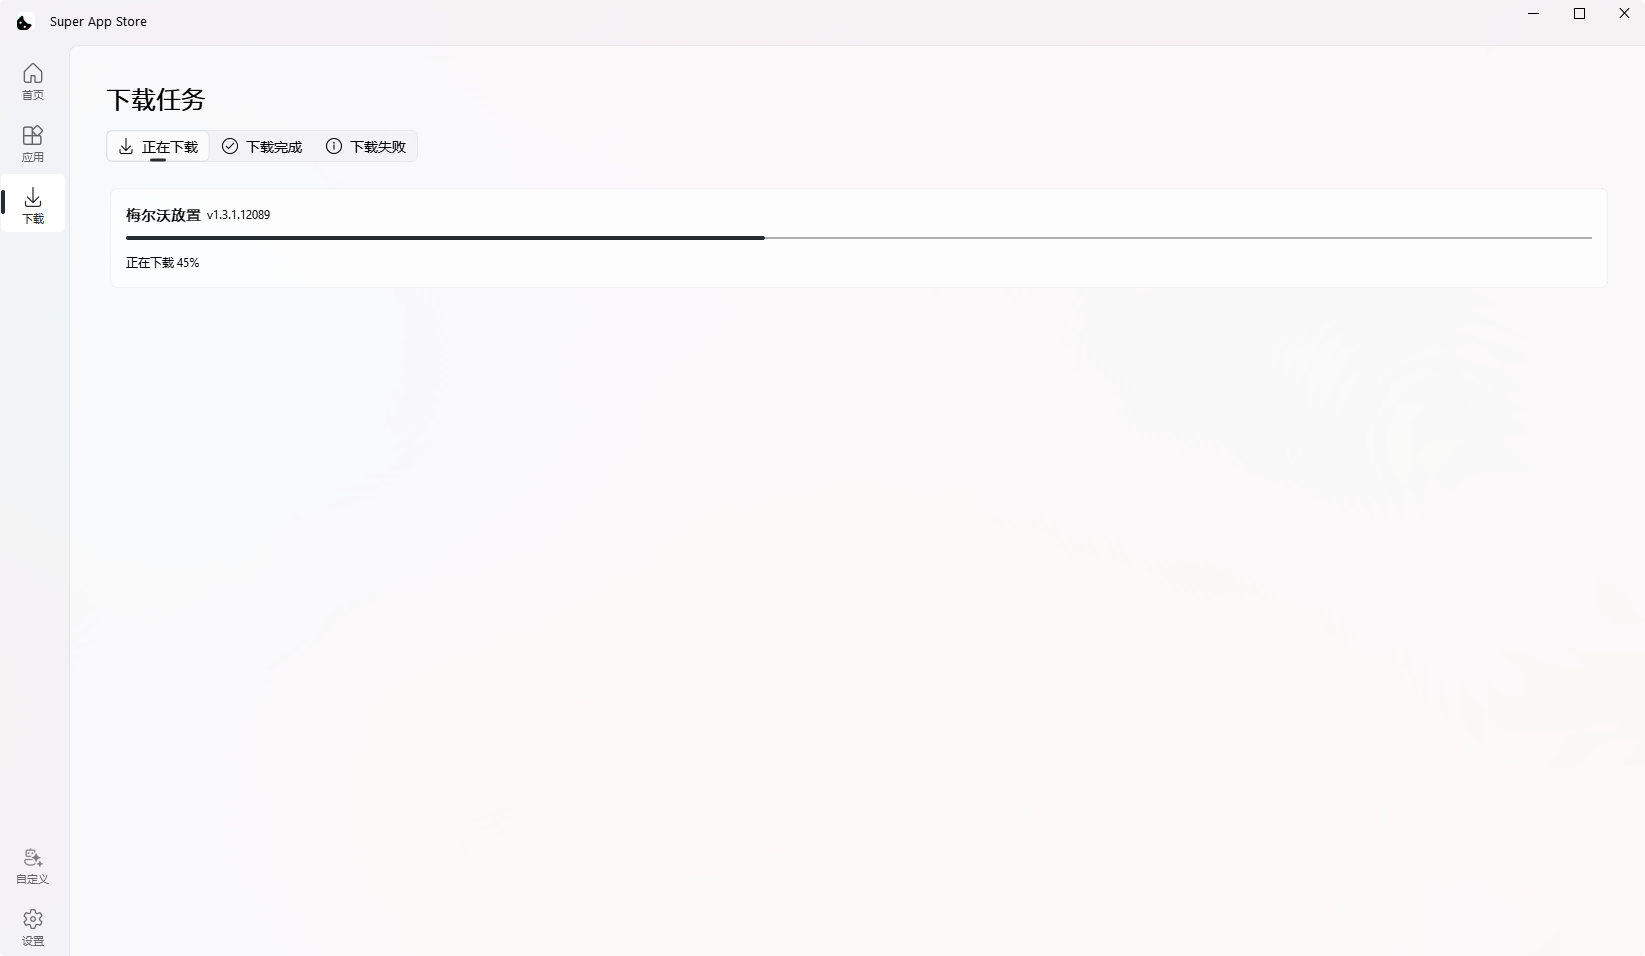 Super App Store
首页
应用
下载
下载任务
正在下载 下载完成 下载失败
梅尔沃放置 v1.3.1.12089
正在下载 45%
自定义
设置